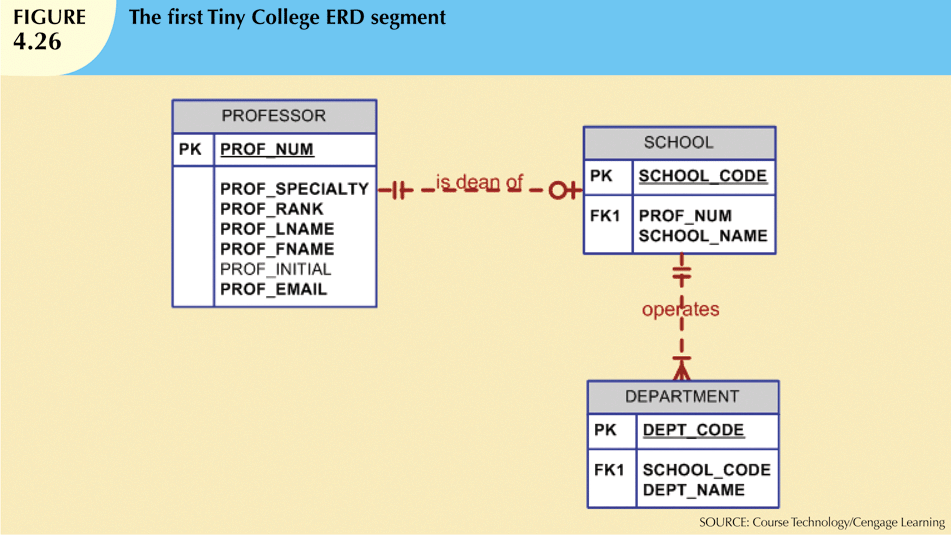 FIGURE
4.26
The first Tiny College ERD segment
PROFESSOR
PK PROF_NUM
PROF_SPECIALTY
PROF_RANK
PROF_LNAME
PROF_FNAME
PROF_INITIAL
PROF_EMAIL
is dean of
SCHOOL
PK SCHOOL_CODE
FK1 PROF_NUM
SCHOOL_NAME
operates
DEPARTMENT
PK DEPT_CODE
FK1 SCHOOL_CODE
DEPT_NAME
SOURCE: Course Technology/Cengage Learning